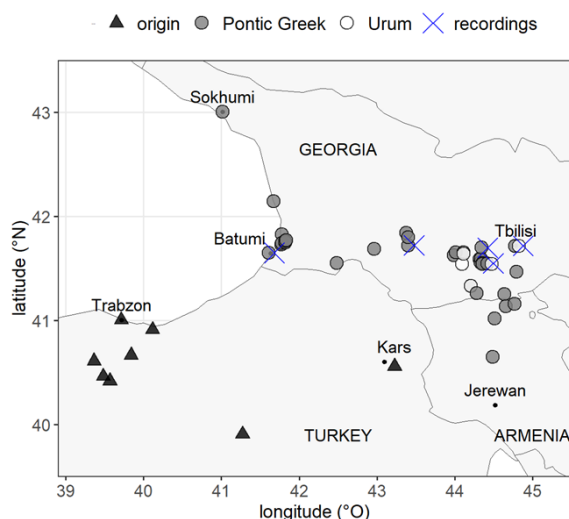 origin Pontic Greek Urum recordings
Sokhumi
43
GEORGIA
42
Batumi
Tbilisi
latitude (°N)
Trabzon
41
Kars
Jerewan
40
TURKEY
ARMENIA
39 40 41 42 43 44 45
longitude (°O)